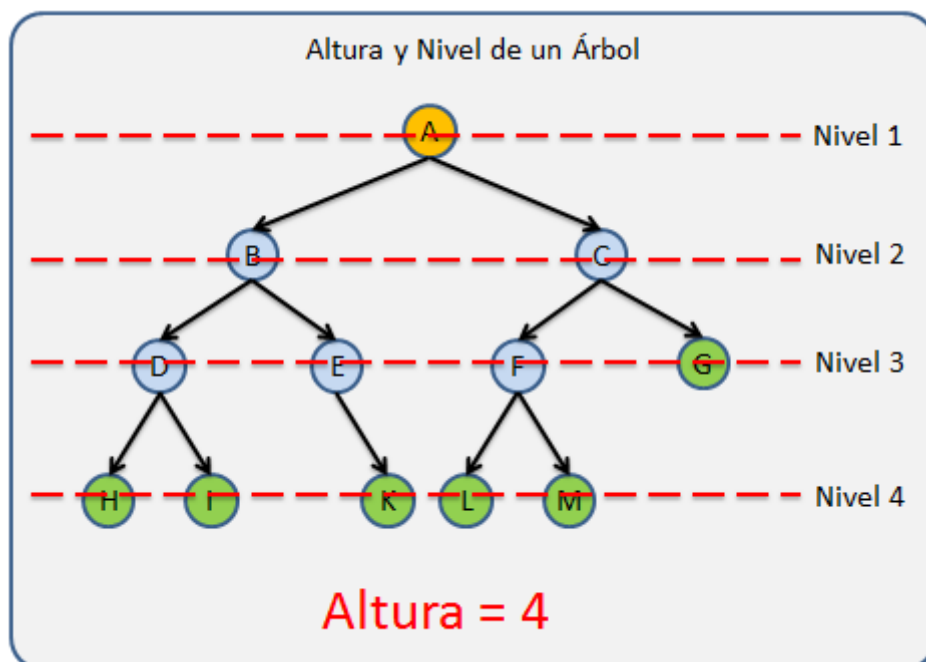 Altura y Nivel de un Árbol
A
Nivel 1
B
C
Nivel 2
D
E
F
G
Nivel 3
H
I
K
L
M
Nivel 4
Altura = 4